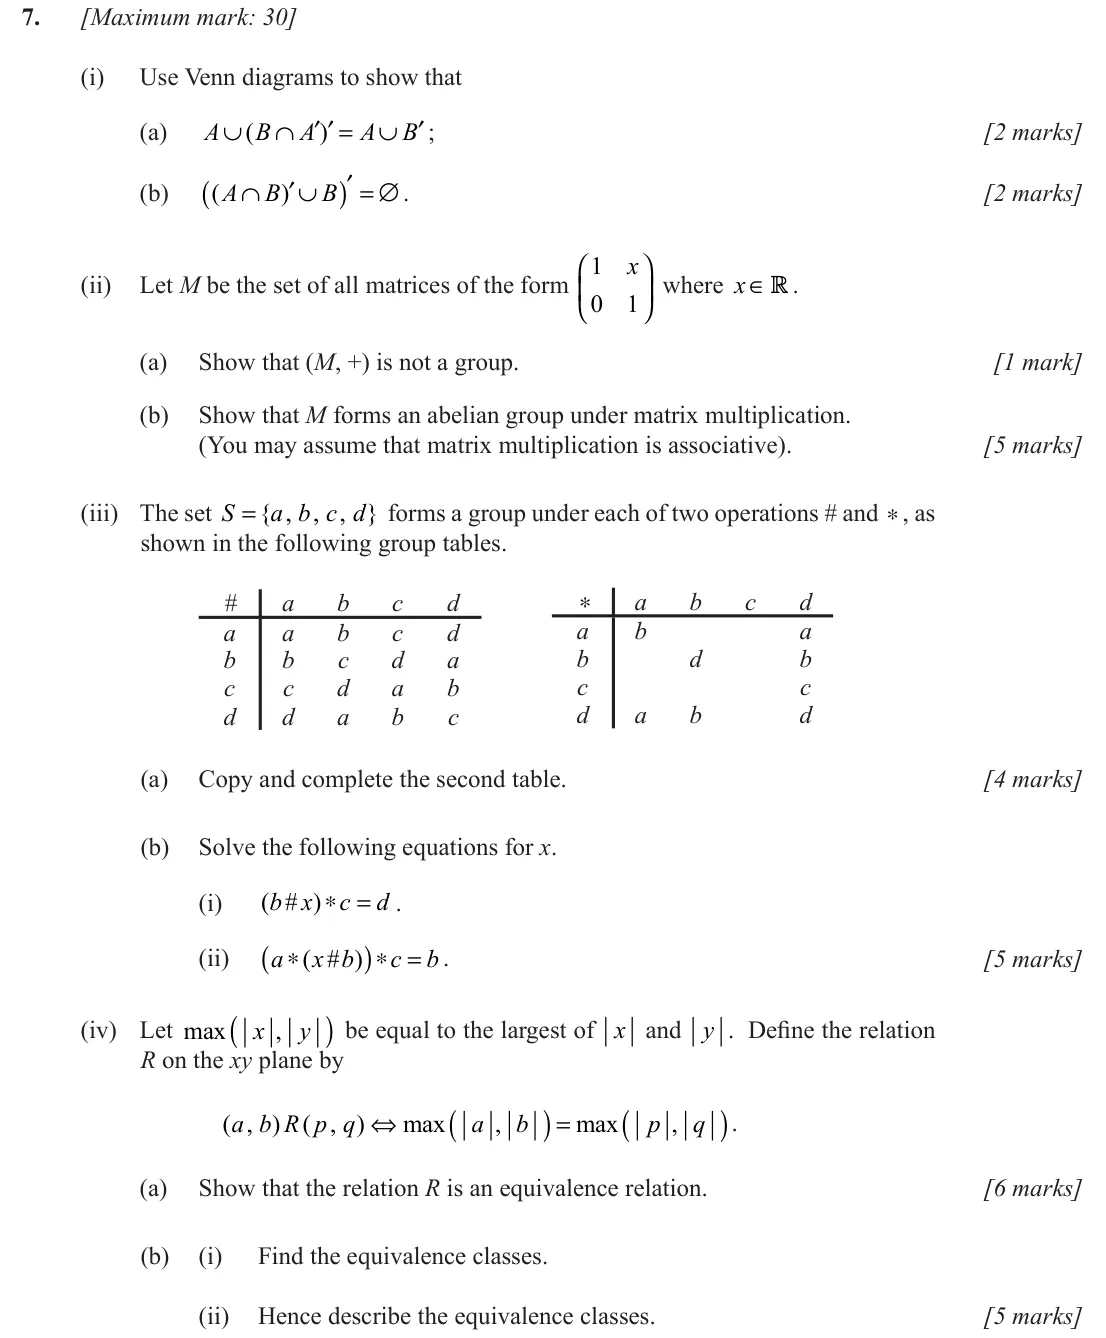 7. [Maximum mark: 30]
(i) Use Venn diagrams to show that
(a) A∪(B∩A′)′ = A∪B′ ; [2 marks]
(b) ((A∩B)′∪B)′ = ∅ . [2 marks]
(ii) Let M be the set of all matrices of the form (1 x
0 1) where x∈ ℝ .
(a) Show that (M, +) is not a group. [1 mark]
(b) Show that M forms an abelian group under matrix multiplication.
(You may assume that matrix multiplication is associative). [5 marks]
(iii) The set S = {a, b, c, d} forms a group under each of two operations # and ∗, as
shown in the following group tables.
# a b c d
a a b c d
b b c d a
c c d a b
d d a b c
∗ a b c d
a b a
b d b
c c
d a b d
(a) Copy and complete the second table. [4 marks]
(b) Solve the following equations for x.
(i) (b#x)∗c = d .
(ii) (a∗(x#b))∗c = b . [5 marks]
(iv) Let max(|x|,|y|) be equal to the largest of |x| and |y|. Define the relation
R on the xy plane by
(a, b)R(p, q) ⇔ max(|a|,|b|) = max(|p|,|q|).
(a) Show that the relation R is an equivalence relation. [6 marks]
(b) (i) Find the equivalence classes.
(ii) Hence describe the equivalence classes. [5 marks]